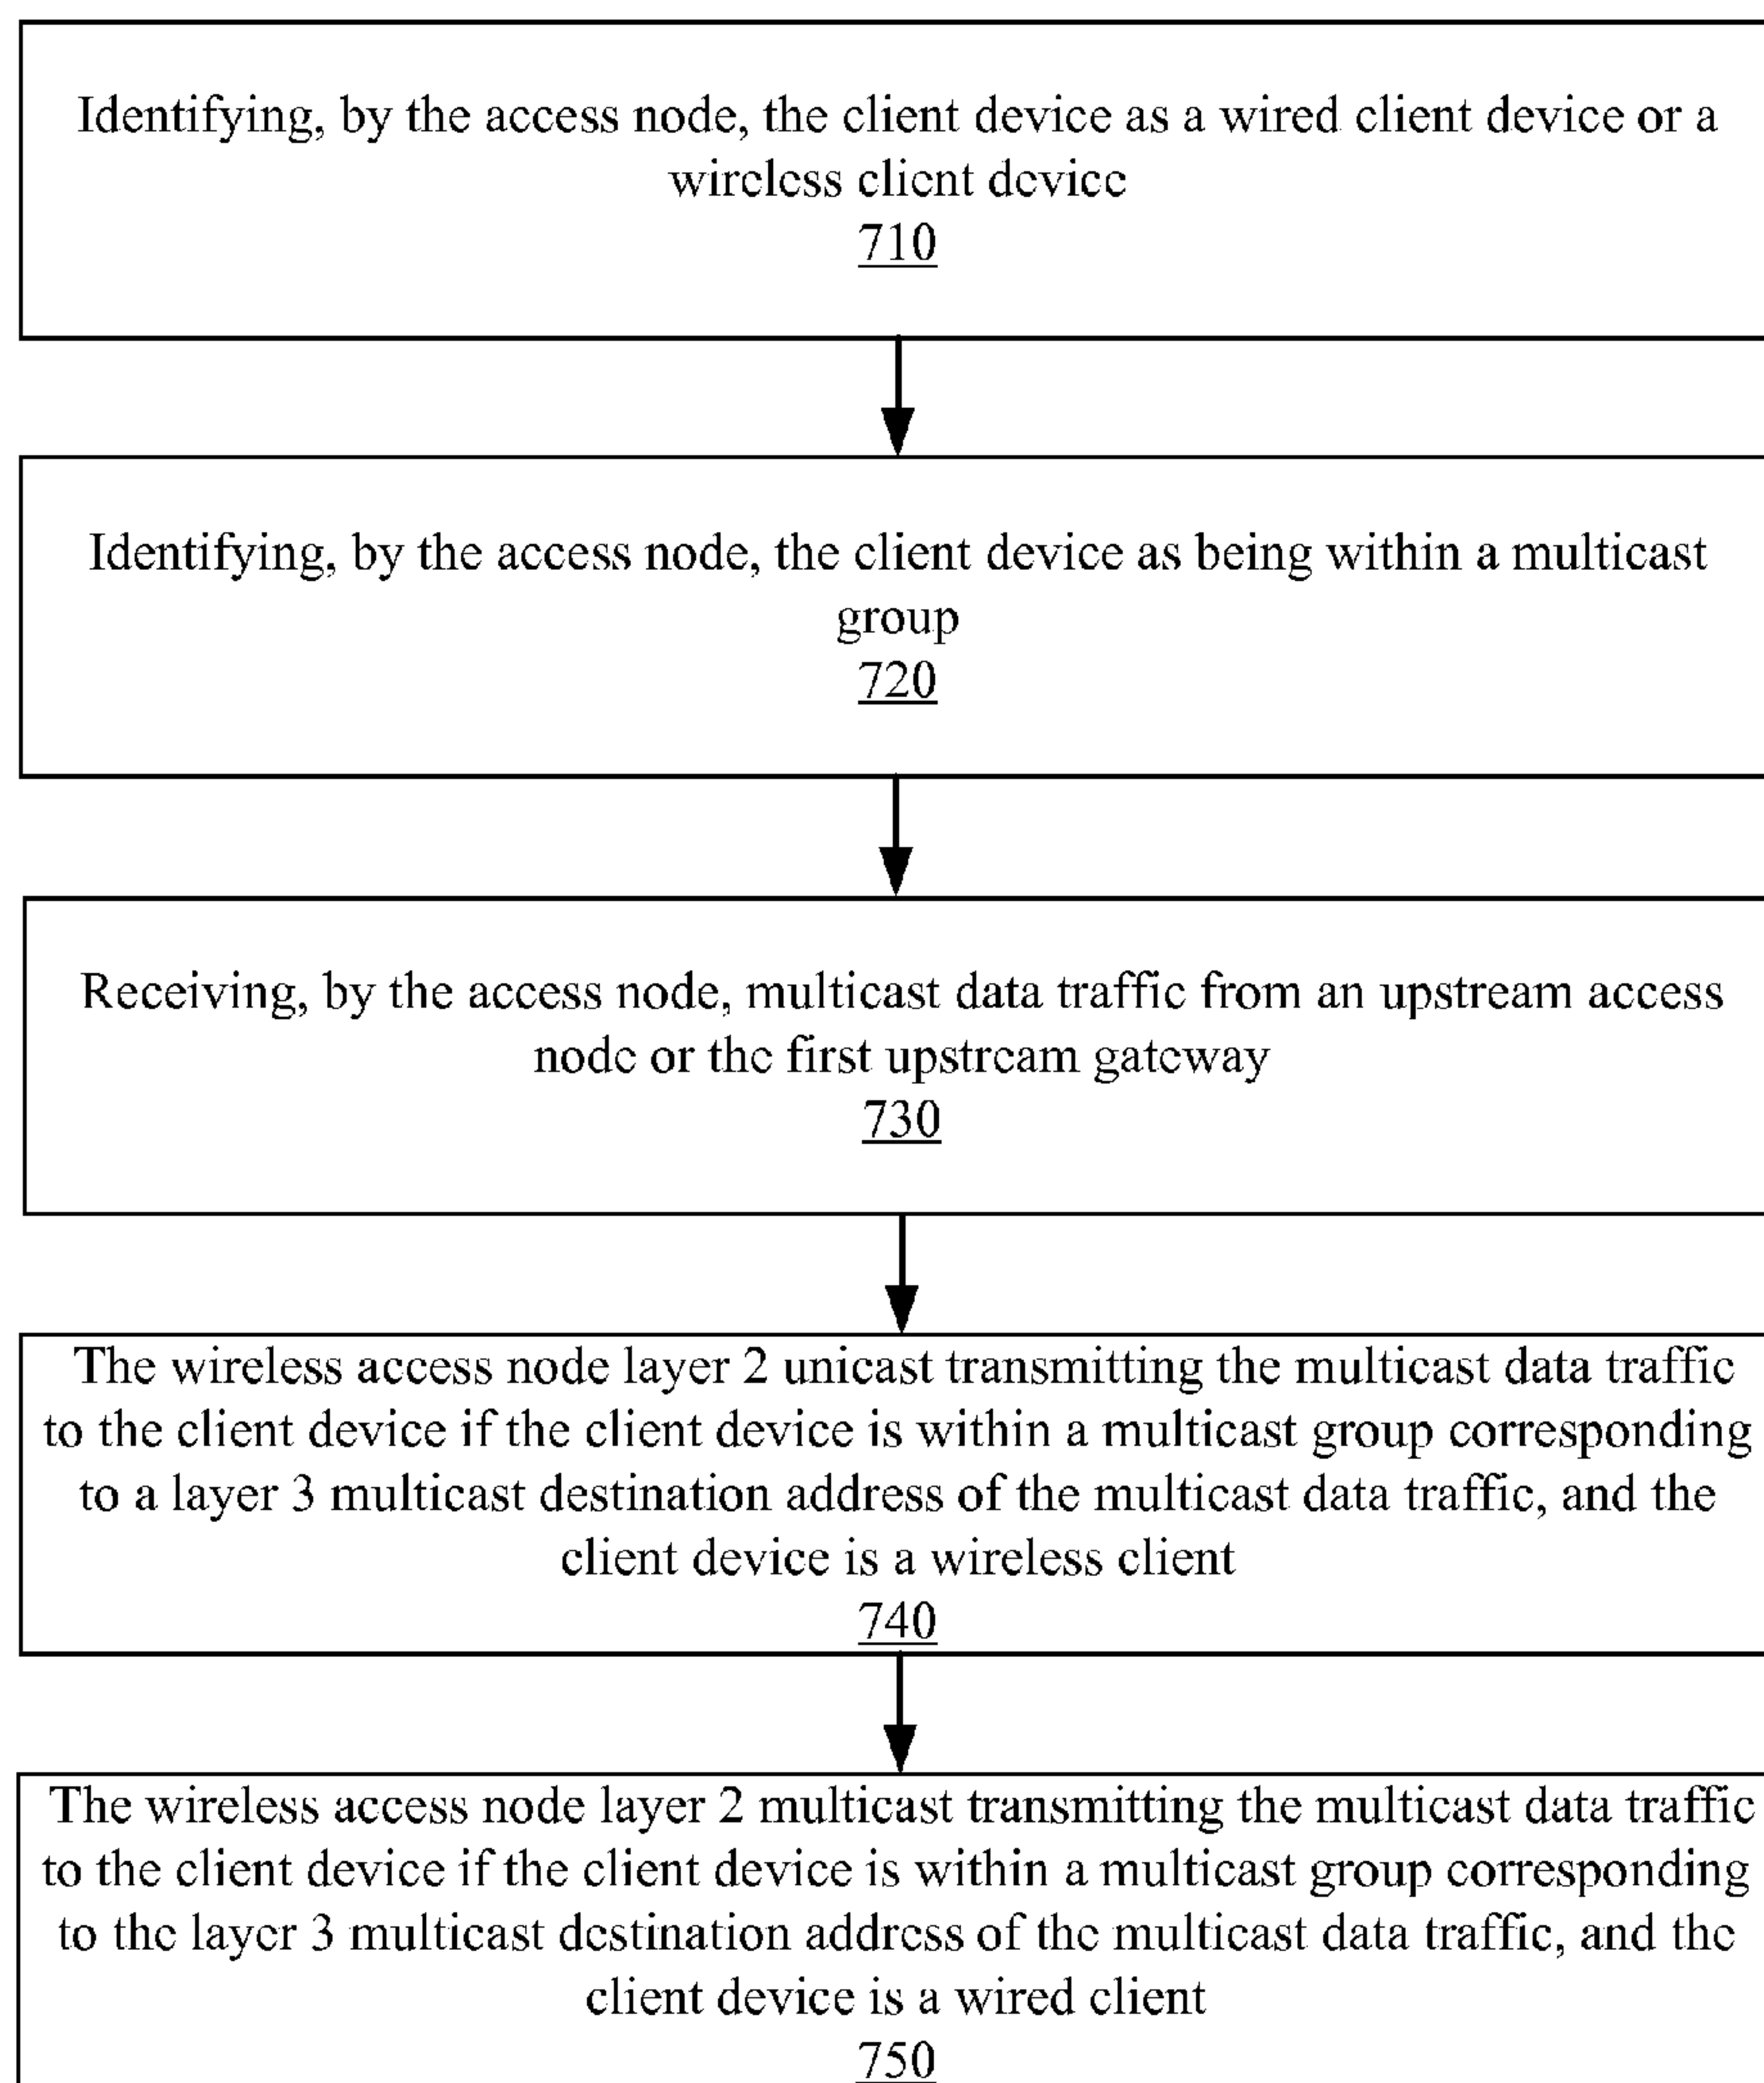 Identifying, by the access node, the client device as a wired client device or a
wireless client device
710
Identifying, by the access node, the client device as being within a multicast
group
720
Receiving, by the access node, multicast data traffic from an upstream access
node or the first upstream gateway
730
The wireless access node layer 2 unicast transmitting the multicast data traffic
to the client device if the client device is within a multicast group corresponding
to a layer 3 multicast destination address of the multicast data traffic, and the
client device is a wireless client
740
The wireless access node layer 2 multicast transmitting the multicast data traffic
to the client device if the client device is within a multicast group corresponding
to the layer 3 multicast destination address of the multicast data traffic, and the
client device is a wired client
750